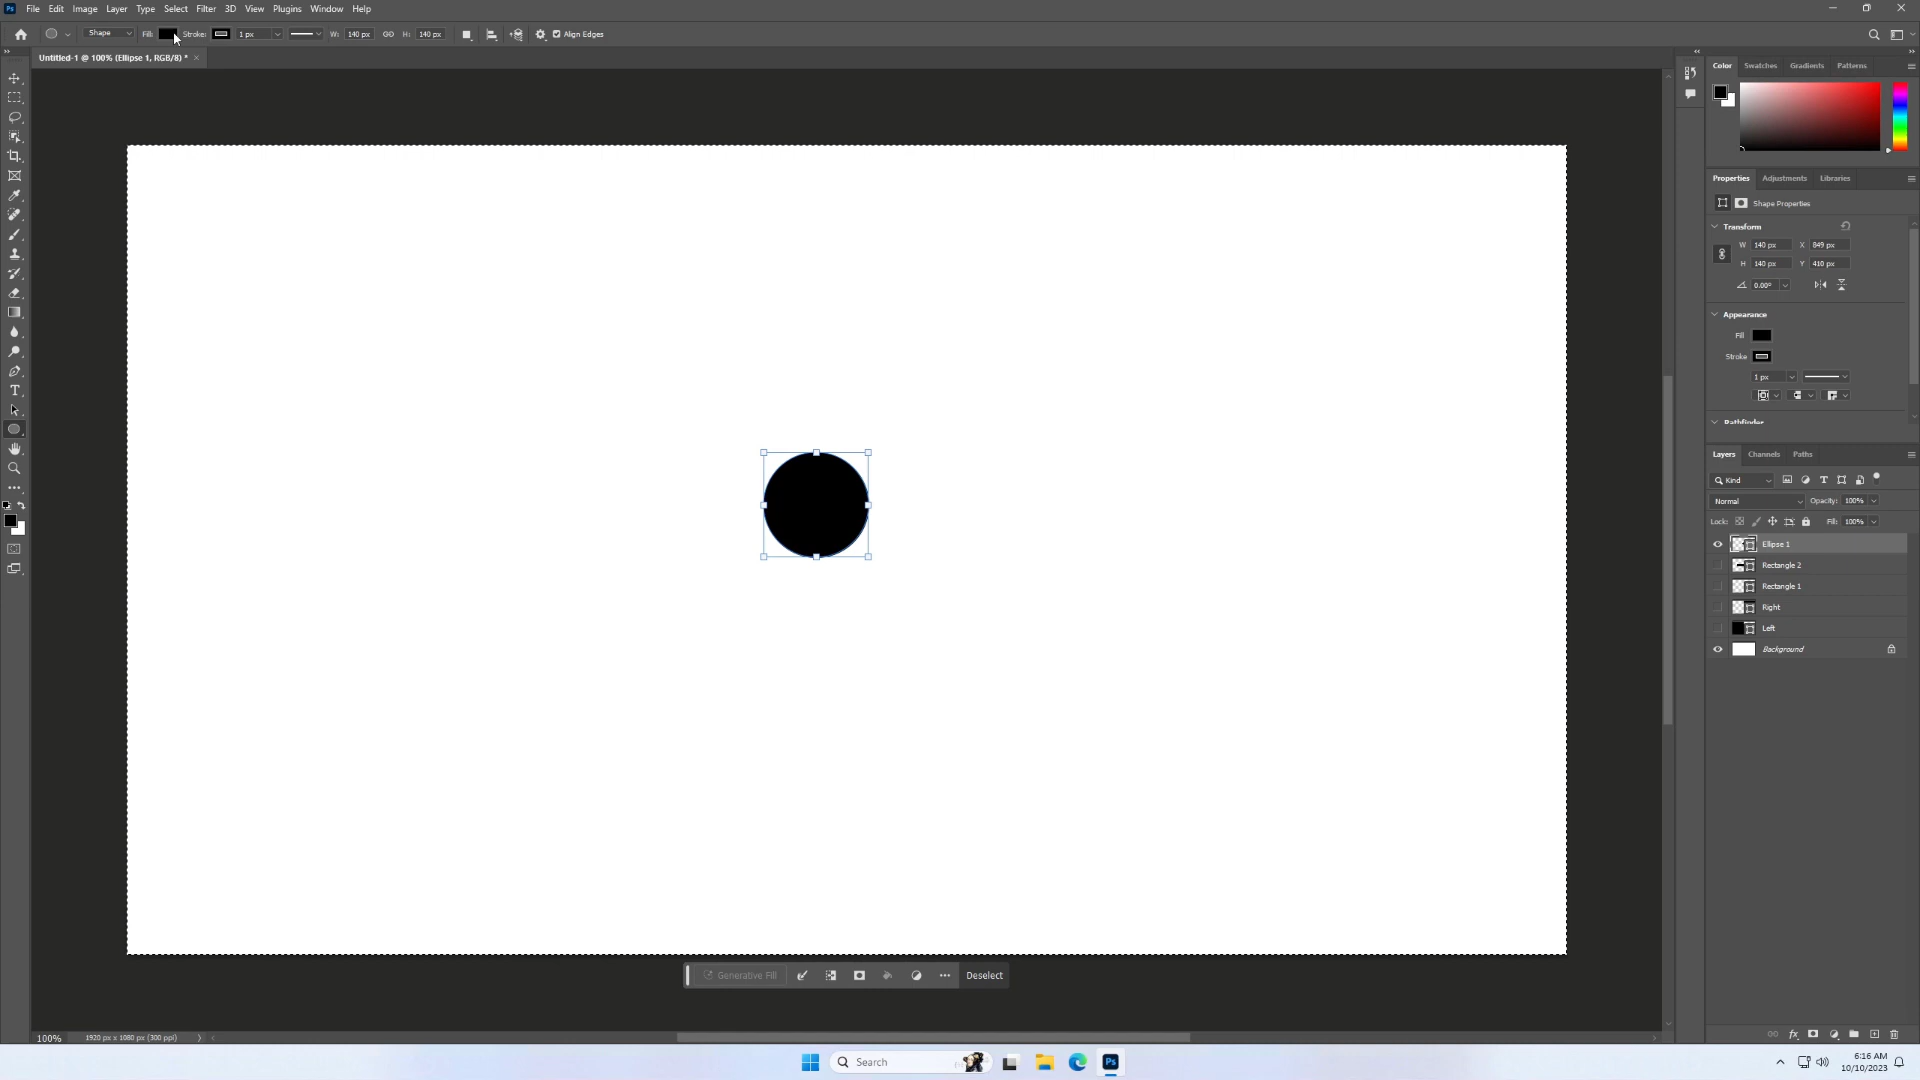 Ps File Edit Image Layer Type Select Filter 3D View Plugins Window Help
Shape Fill: Stroke: 1 px W: 140 px H: 140 px Align Edges
Untitled-1 @ 100% (Ellipse 1, RGB/8) * ×
Color Swatches Gradients Patterns
Properties Adjustments Libraries
Shape Properties
Transform
W 140 px X 849 px
H 140 px Y 410 px
0.00°
Appearance
Fill
Stroke
1 px
Pathfinder
Layers Channels Paths
Kind
Normal Opacity: 100%
Lock: Fill: 100%
Ellipse 1
Rectangle 2
Rectangle 1
Right
Left
Background
Generative Fill Deselect
100% 1920 px x 1080 px (300 ppi)
Search Ps
6:16 AM
10/10/2023